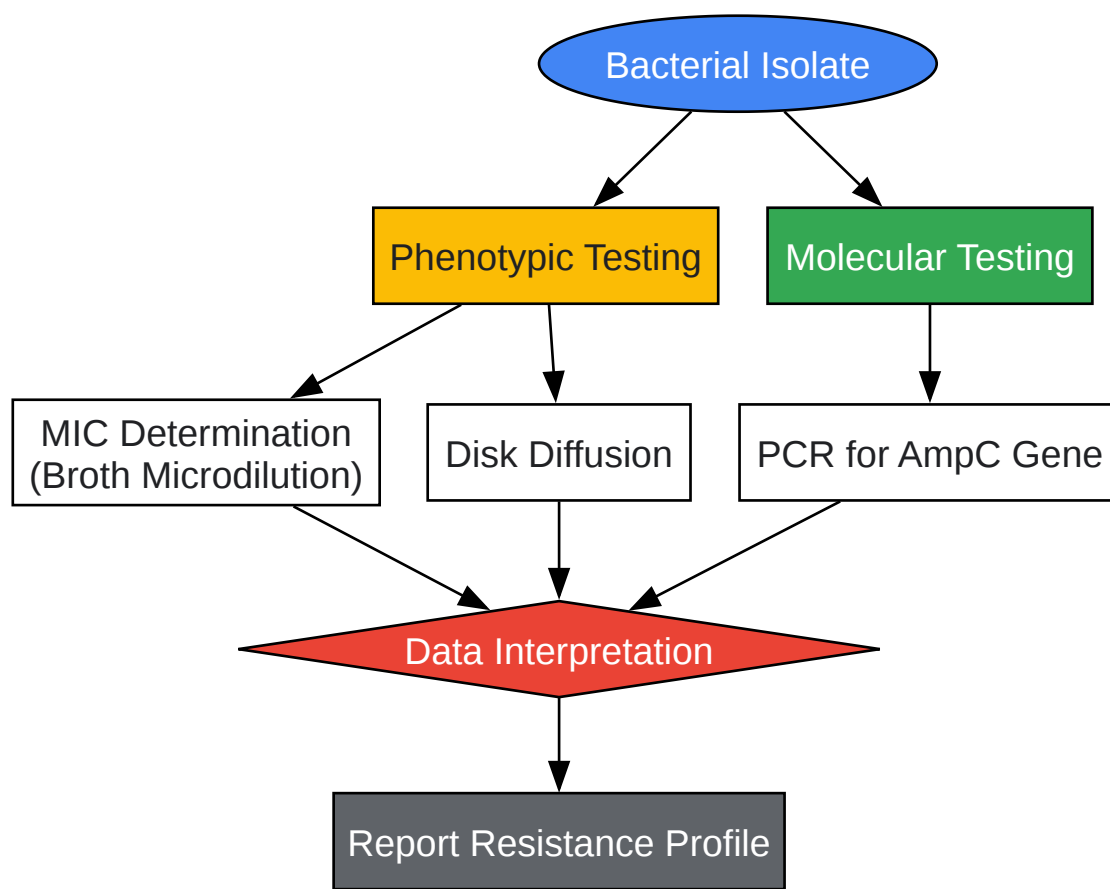 Bacterial Isolate
Phenotypic Testing
Molecular Testing
MIC Determination
(Broth Microdilution)
Disk Diffusion
PCR for AmpC Gene
Data Interpretation
Report Resistance Profile